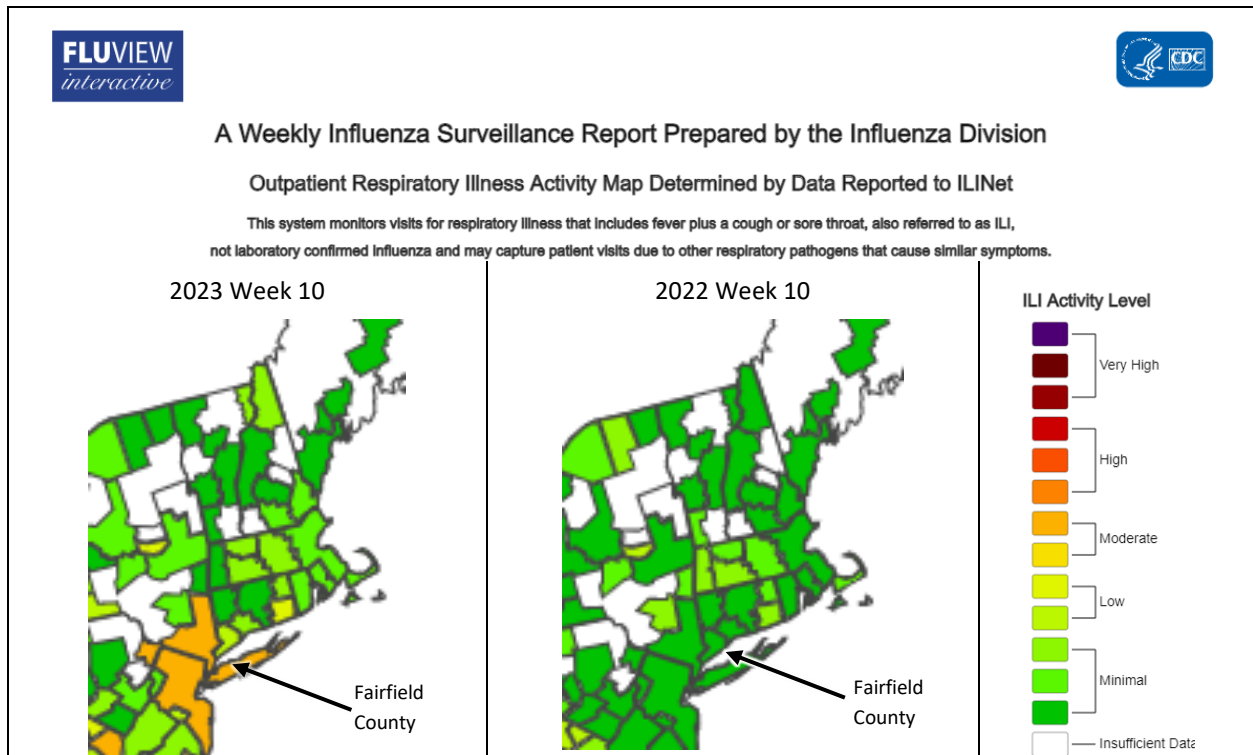 FLUVIEW
interactive
CDC
A Weekly Influenza Surveillance Report Prepared by the Influenza Division
Outpatient Respiratory Illness Activity Map Determined by Data Reported to ILINet
This system monitors visits for respiratory illness that includes fever plus a cough or sore throat, also referred to as ILI,
not laboratory confirmed influenza and may capture patient visits due to other respiratory pathogens that cause similar symptoms.
2023 Week 10
2022 Week 10
ILI Activity Level
Very High
High
Moderate
Low
Minimal
Insufficient Data
Fairfield
County
Fairfield
County